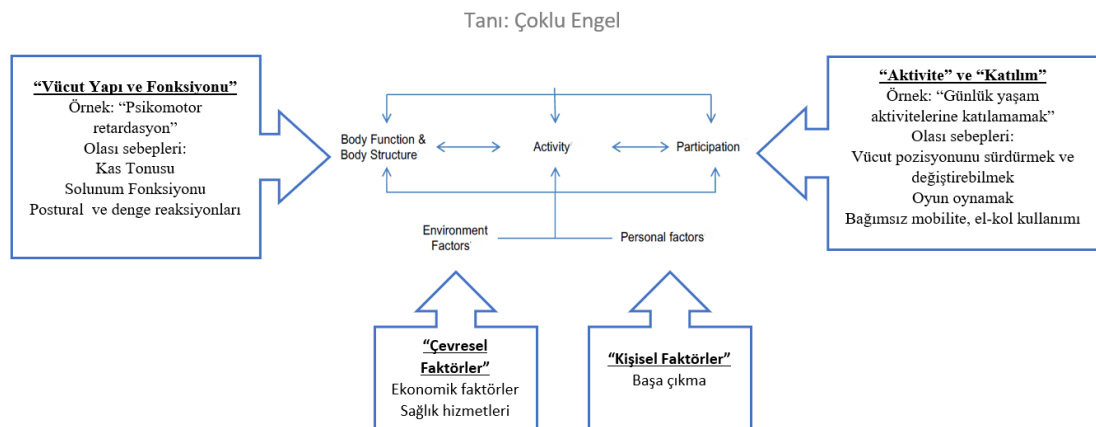 Tanı: Çoklu Engel
“Vücut Yapı ve Fonksiyonu”
Örnek: “Psikomotor
retardasyon”
Olası sebepleri:
Kas Tonusu
Solunum Fonksiyonu
Postural ve denge reaksiyonları
Body Function &
Body Structure
Activity
Participation
Environment
Factors
Personal factors
“Aktivite” ve “Katılım”
Örnek: “Günlük yaşam
aktivitelerine katılamamak”
Olası sebepleri:
Vücut pozisyonunu sürdürmek ve
değiştirebilmek
Oyun oynamak
Bağımsız mobilite, el-kol kullanımı
“Çevresel
Faktörler”
Ekonomik faktörler
Sağlık hizmetleri
“Kişisel Faktörler”
Başa çıkma